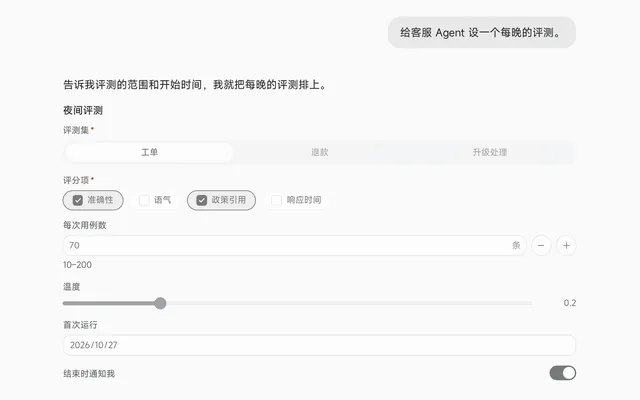 给客服 Agent 设一个每晚的评测。
告诉我评测的范围和开始时间，我就把每晚的评测排上。
夜间评测
评测集*
工单 退款 升级处理
评分项*
准确性 语气 政策引用 响应时间
每次用例数
70 条 − +
10–200
温度
0.2
首次运行
2026/10/27
结束时通知我